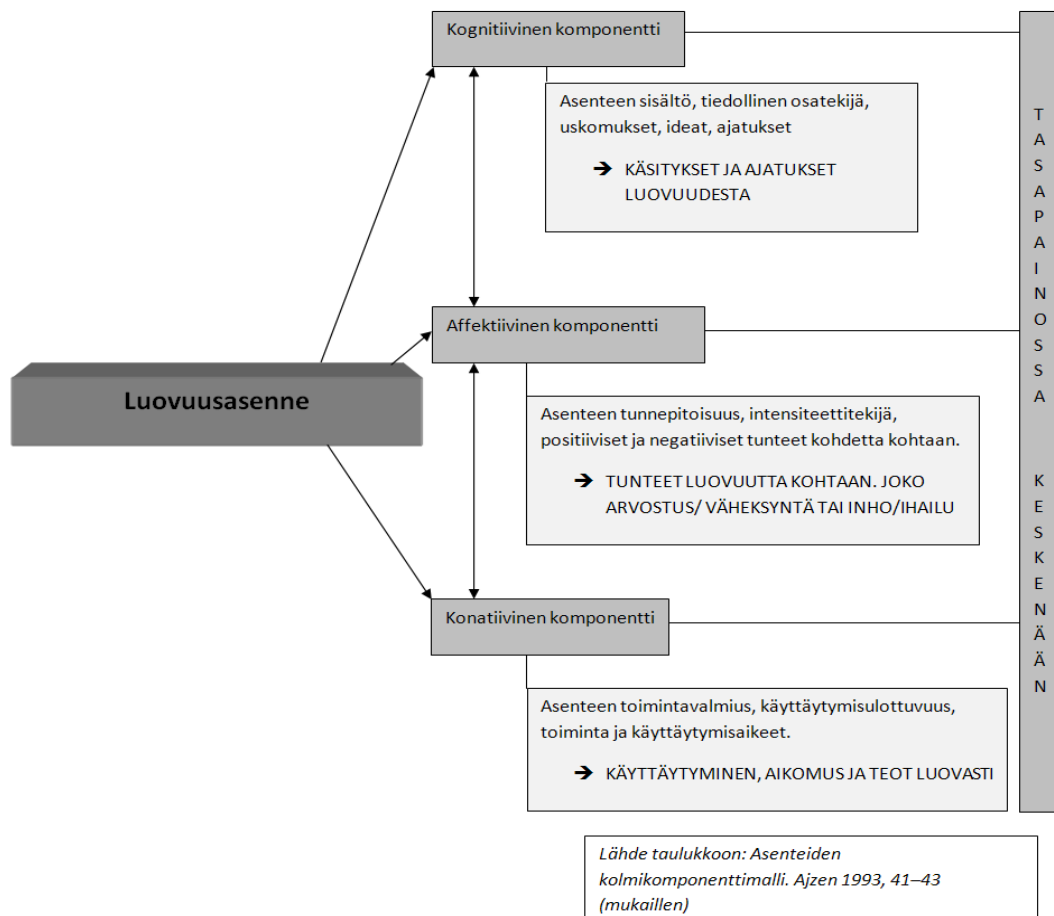 Kognitiivinen komponentti
Asenteen sisältö, tiedollinen osatekijä,
uskomukset, ideat, ajatukset
➔ KÄSITYKSET JA AJATUKSET
LUOVUUDESTA
Affektiivinen komponentti
Luovuusasenne
Asenteen tunnepitoisuus, intensiteettitekijä,
positiiviset ja negatiiviset tunteet kohdetta kohtaan.
➔ TUNTEET LUOVUUTTA KOHTAAN. JOKO
ARVOSTUS/ VÄHEKSYNTÄ TAI INHO/IHAILU
Konatiivinen komponentti
Asenteen toimintavalmius, käyttäytymisulottuvuus,
toiminta ja käyttäytymisaikeet.
➔ KÄYTTÄYTYMINEN, AIKOMUS JA TEOT LUOVASTI
TASAPAINOSSA KESKENÄÄN
Lähde taulukkoon: Asenteiden
kolmikomponenttimalli. Ajzen 1993, 41–43
(mukaillen)